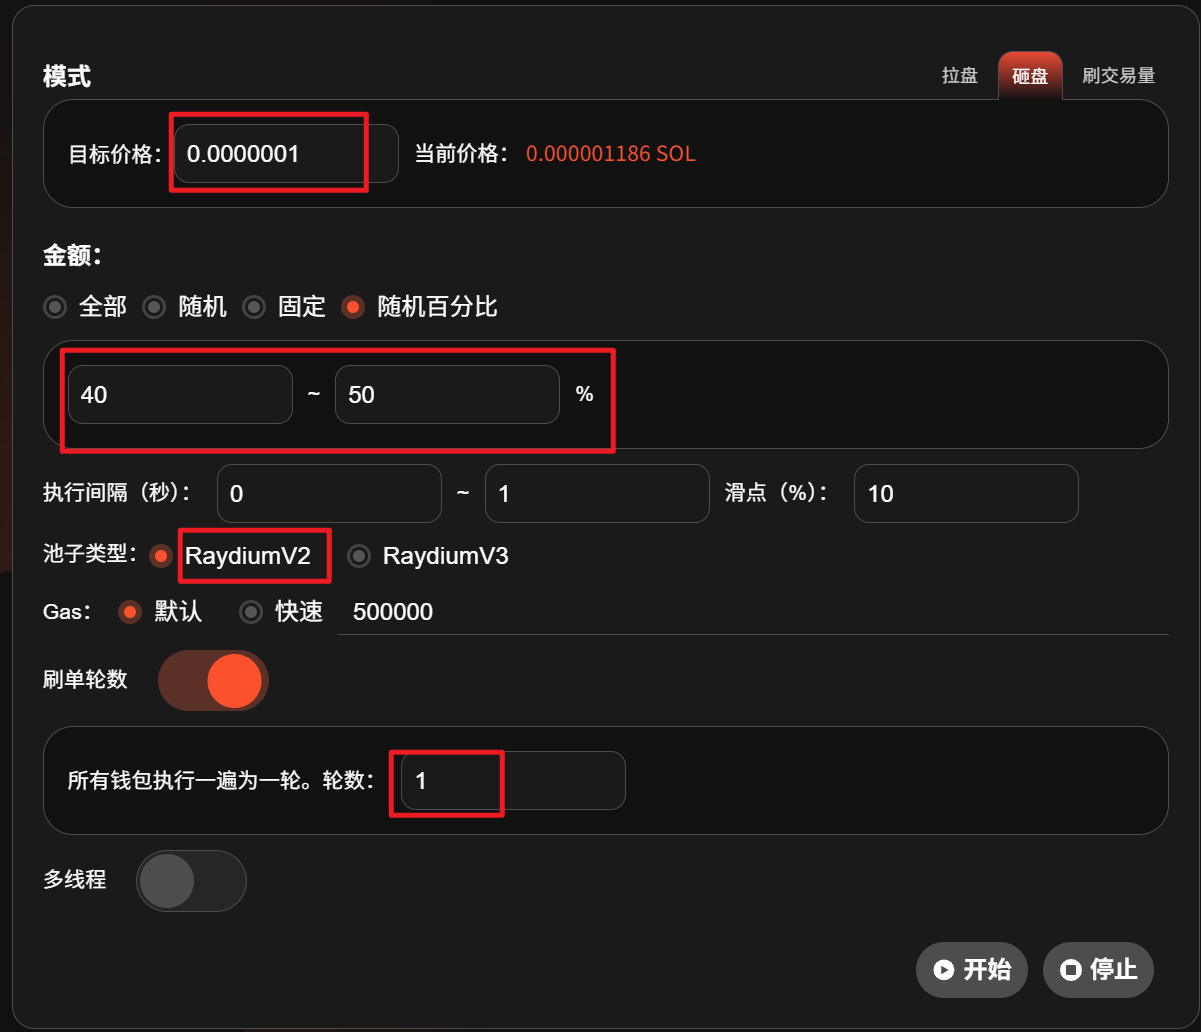 模式 拉盘 砸盘 刷交易量
目标价格： 0.0000001 当前价格： 0.000001186 SOL
金额：
全部 随机 固定 随机百分比
40 ~ 50 %
执行间隔（秒）： 0 ~ 1 滑点（%）： 10
池子类型： RaydiumV2 RaydiumV3
Gas： 默认 快速 500000
刷单轮数
所有钱包执行一遍为一轮。轮数： 1
多线程
开始 停止